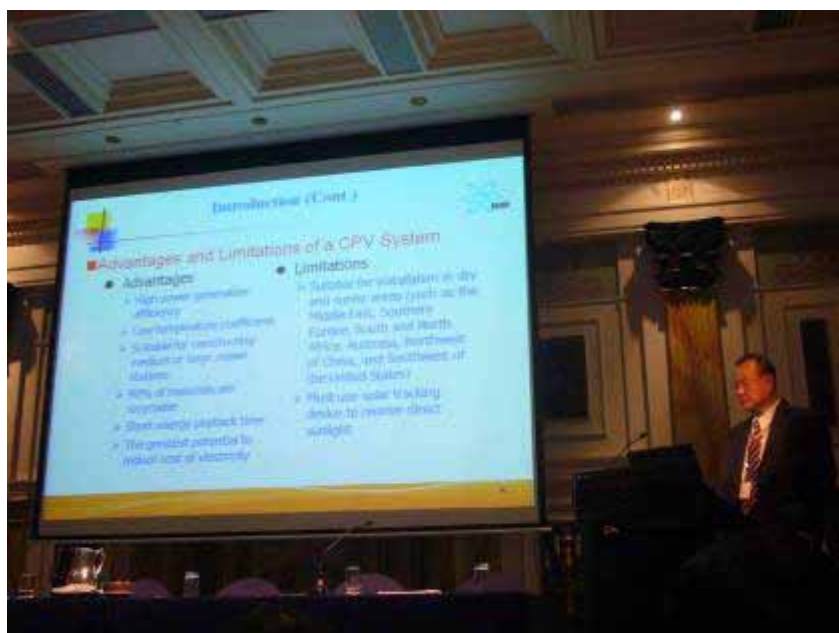 Introduction (Cont.)
Advantages and Limitations of a CPV System
Advantages
High power generation
efficiency
Low temperature coefficient
Suitable for constructing
medium or large power
stations
90% of materials are
recyclable
Short energy payback time
The greatest potential to
reduce cost of electricity
Limitations
Suitable for installation in dry
and sunny areas (such as the
Middle East, Southern
Europe, South and North
Africa, Australia, Northwest
of China, and Southwest of
the United States)
Must use solar tracking
device to receive direct
sunlight